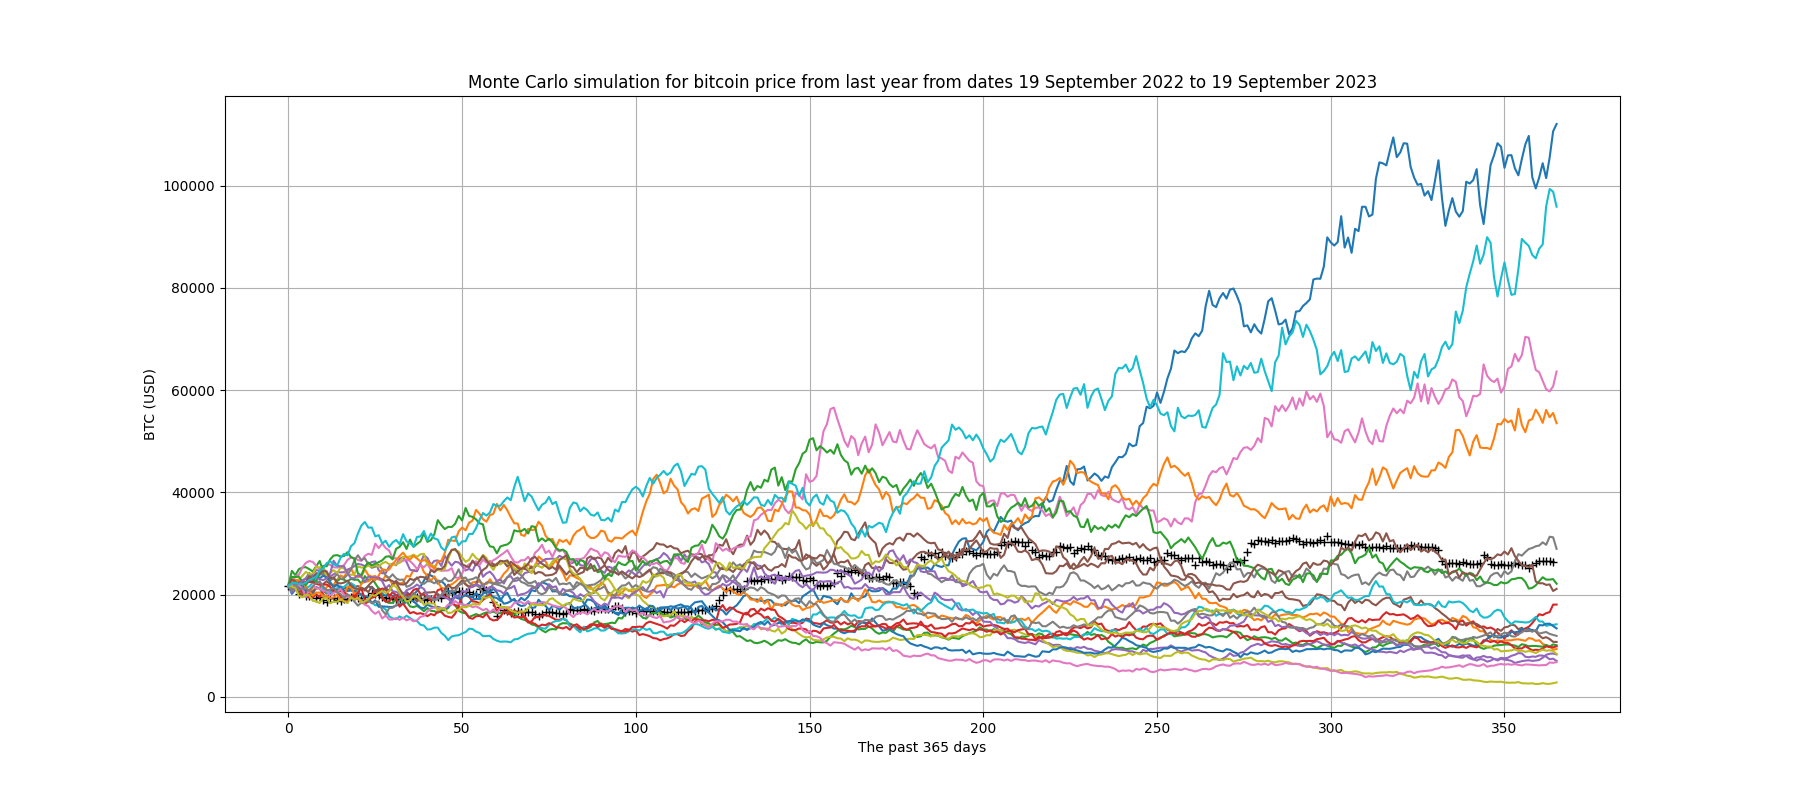 Monte Carlo simulation for bitcoin price from last year from dates 19 September 2022 to 19 September 2023
BTC (USD)
100000
80000
60000
40000
20000
0
0 50 100 150 200 250 300 350
The past 365 days